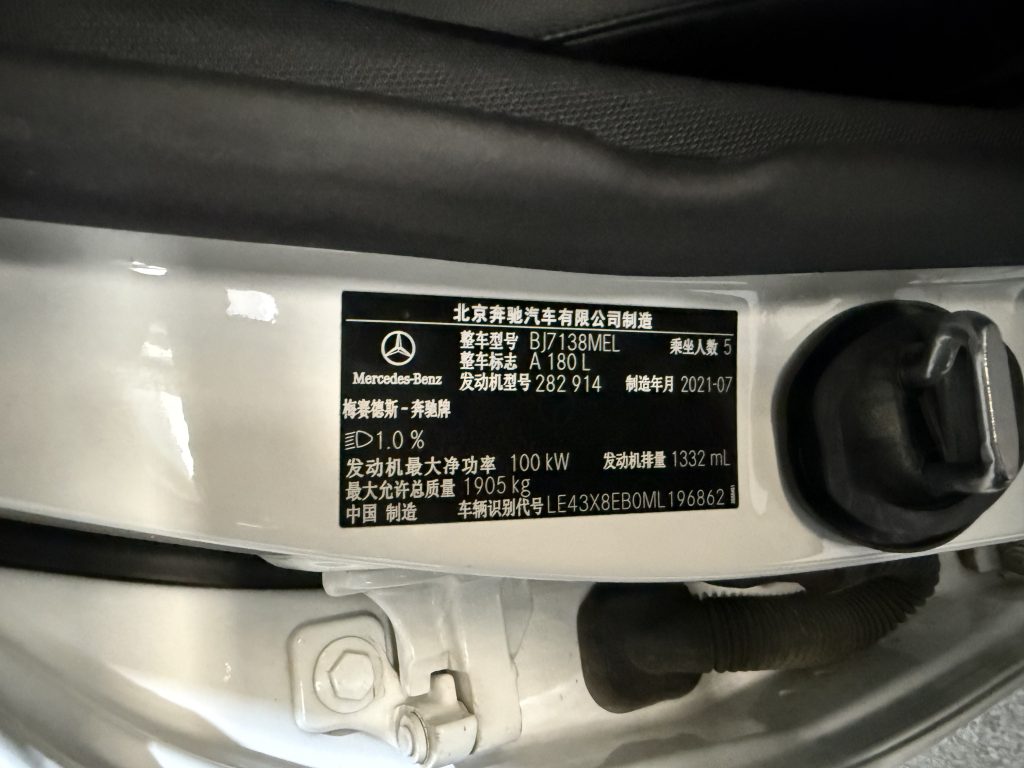 北京奔驰汽车有限公司制造
整车型号 BJ7138MEL 乘坐人数 5
整车标志 A 180 L
发动机型号 282 914 制造年月 2021-07
Mercedes-Benz
梅赛德斯-奔驰牌
1.0 %
发动机最大净功率 100 kW 发动机排量 1332 mL
最大允许总质量 1905 kg
中国 制造 车辆识别代号 LE43X8EB0ML196862